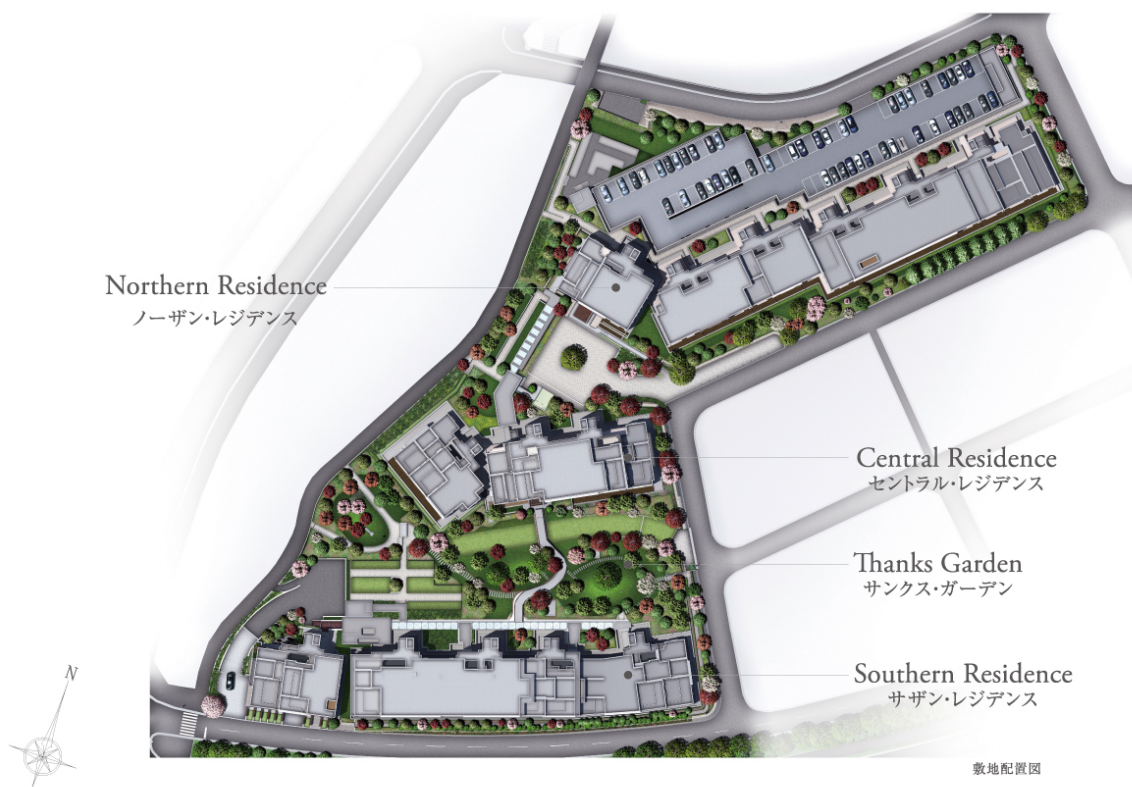 Northern Residence
ノーザン・レジデンス
Central Residence
セントラル・レジデンス
Thanks Garden
サンクス・ガーデン
Southern Residence
サザン・レジデンス
N
敷地配置図